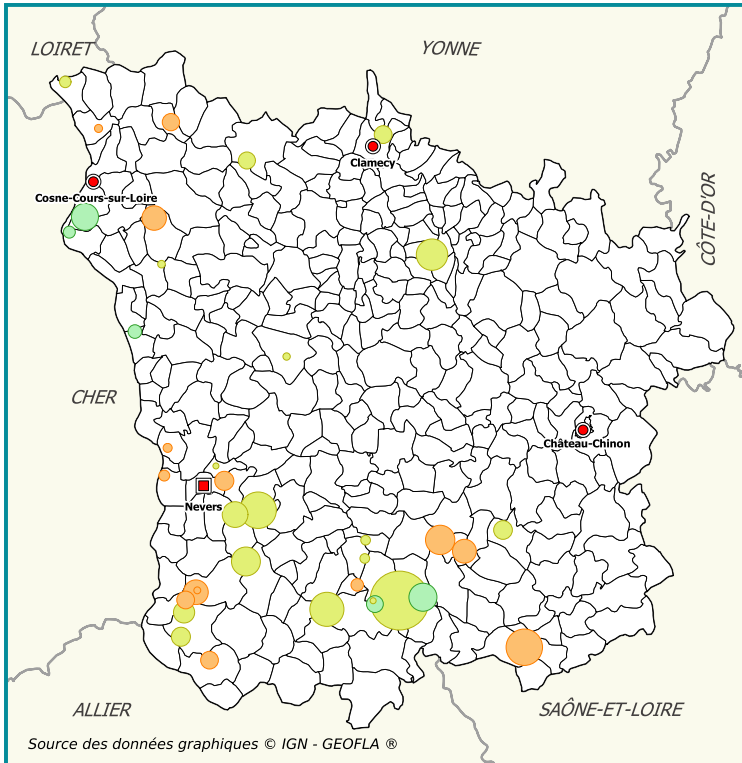 LOIRET
YONNE
Clamecy
Cosne-Cours-sur-Loire
CÔTE-D'OR
CHER
Château-Chinon
Nevers
ALLIER
SAÔNE-ET-LOIRE
Source des données graphiques © IGN - GEOFLA ®